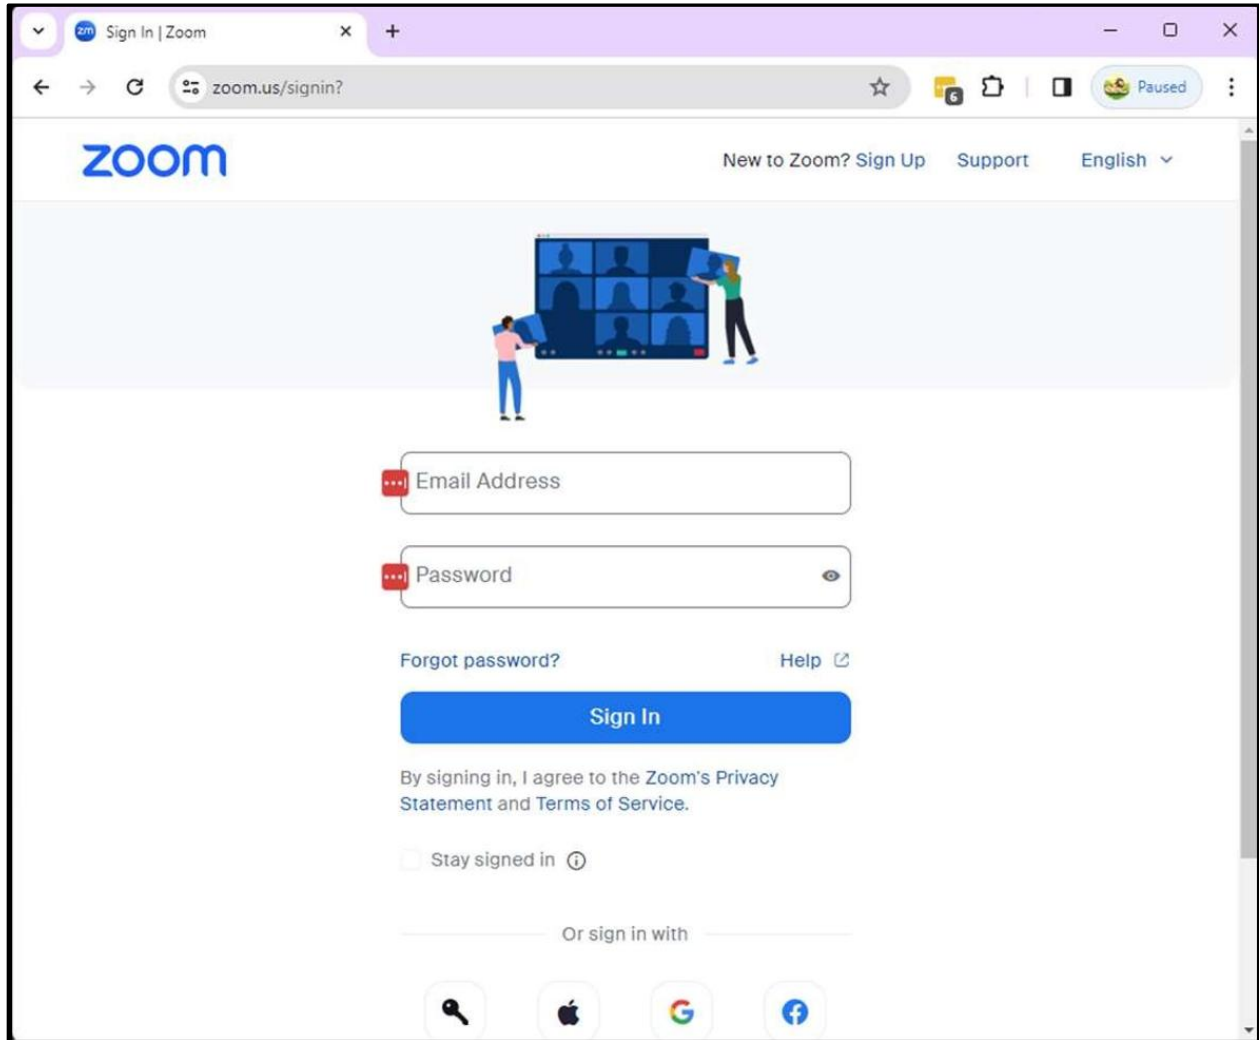 zm Sign In | Zoom
zoom.us/signin?
6
Paused
zoom
New to Zoom? Sign Up Support English
Email Address
Password
Forgot password? Help
Sign In
By signing in, I agree to the Zoom's Privacy
Statement and Terms of Service.
Stay signed in
Or sign in with